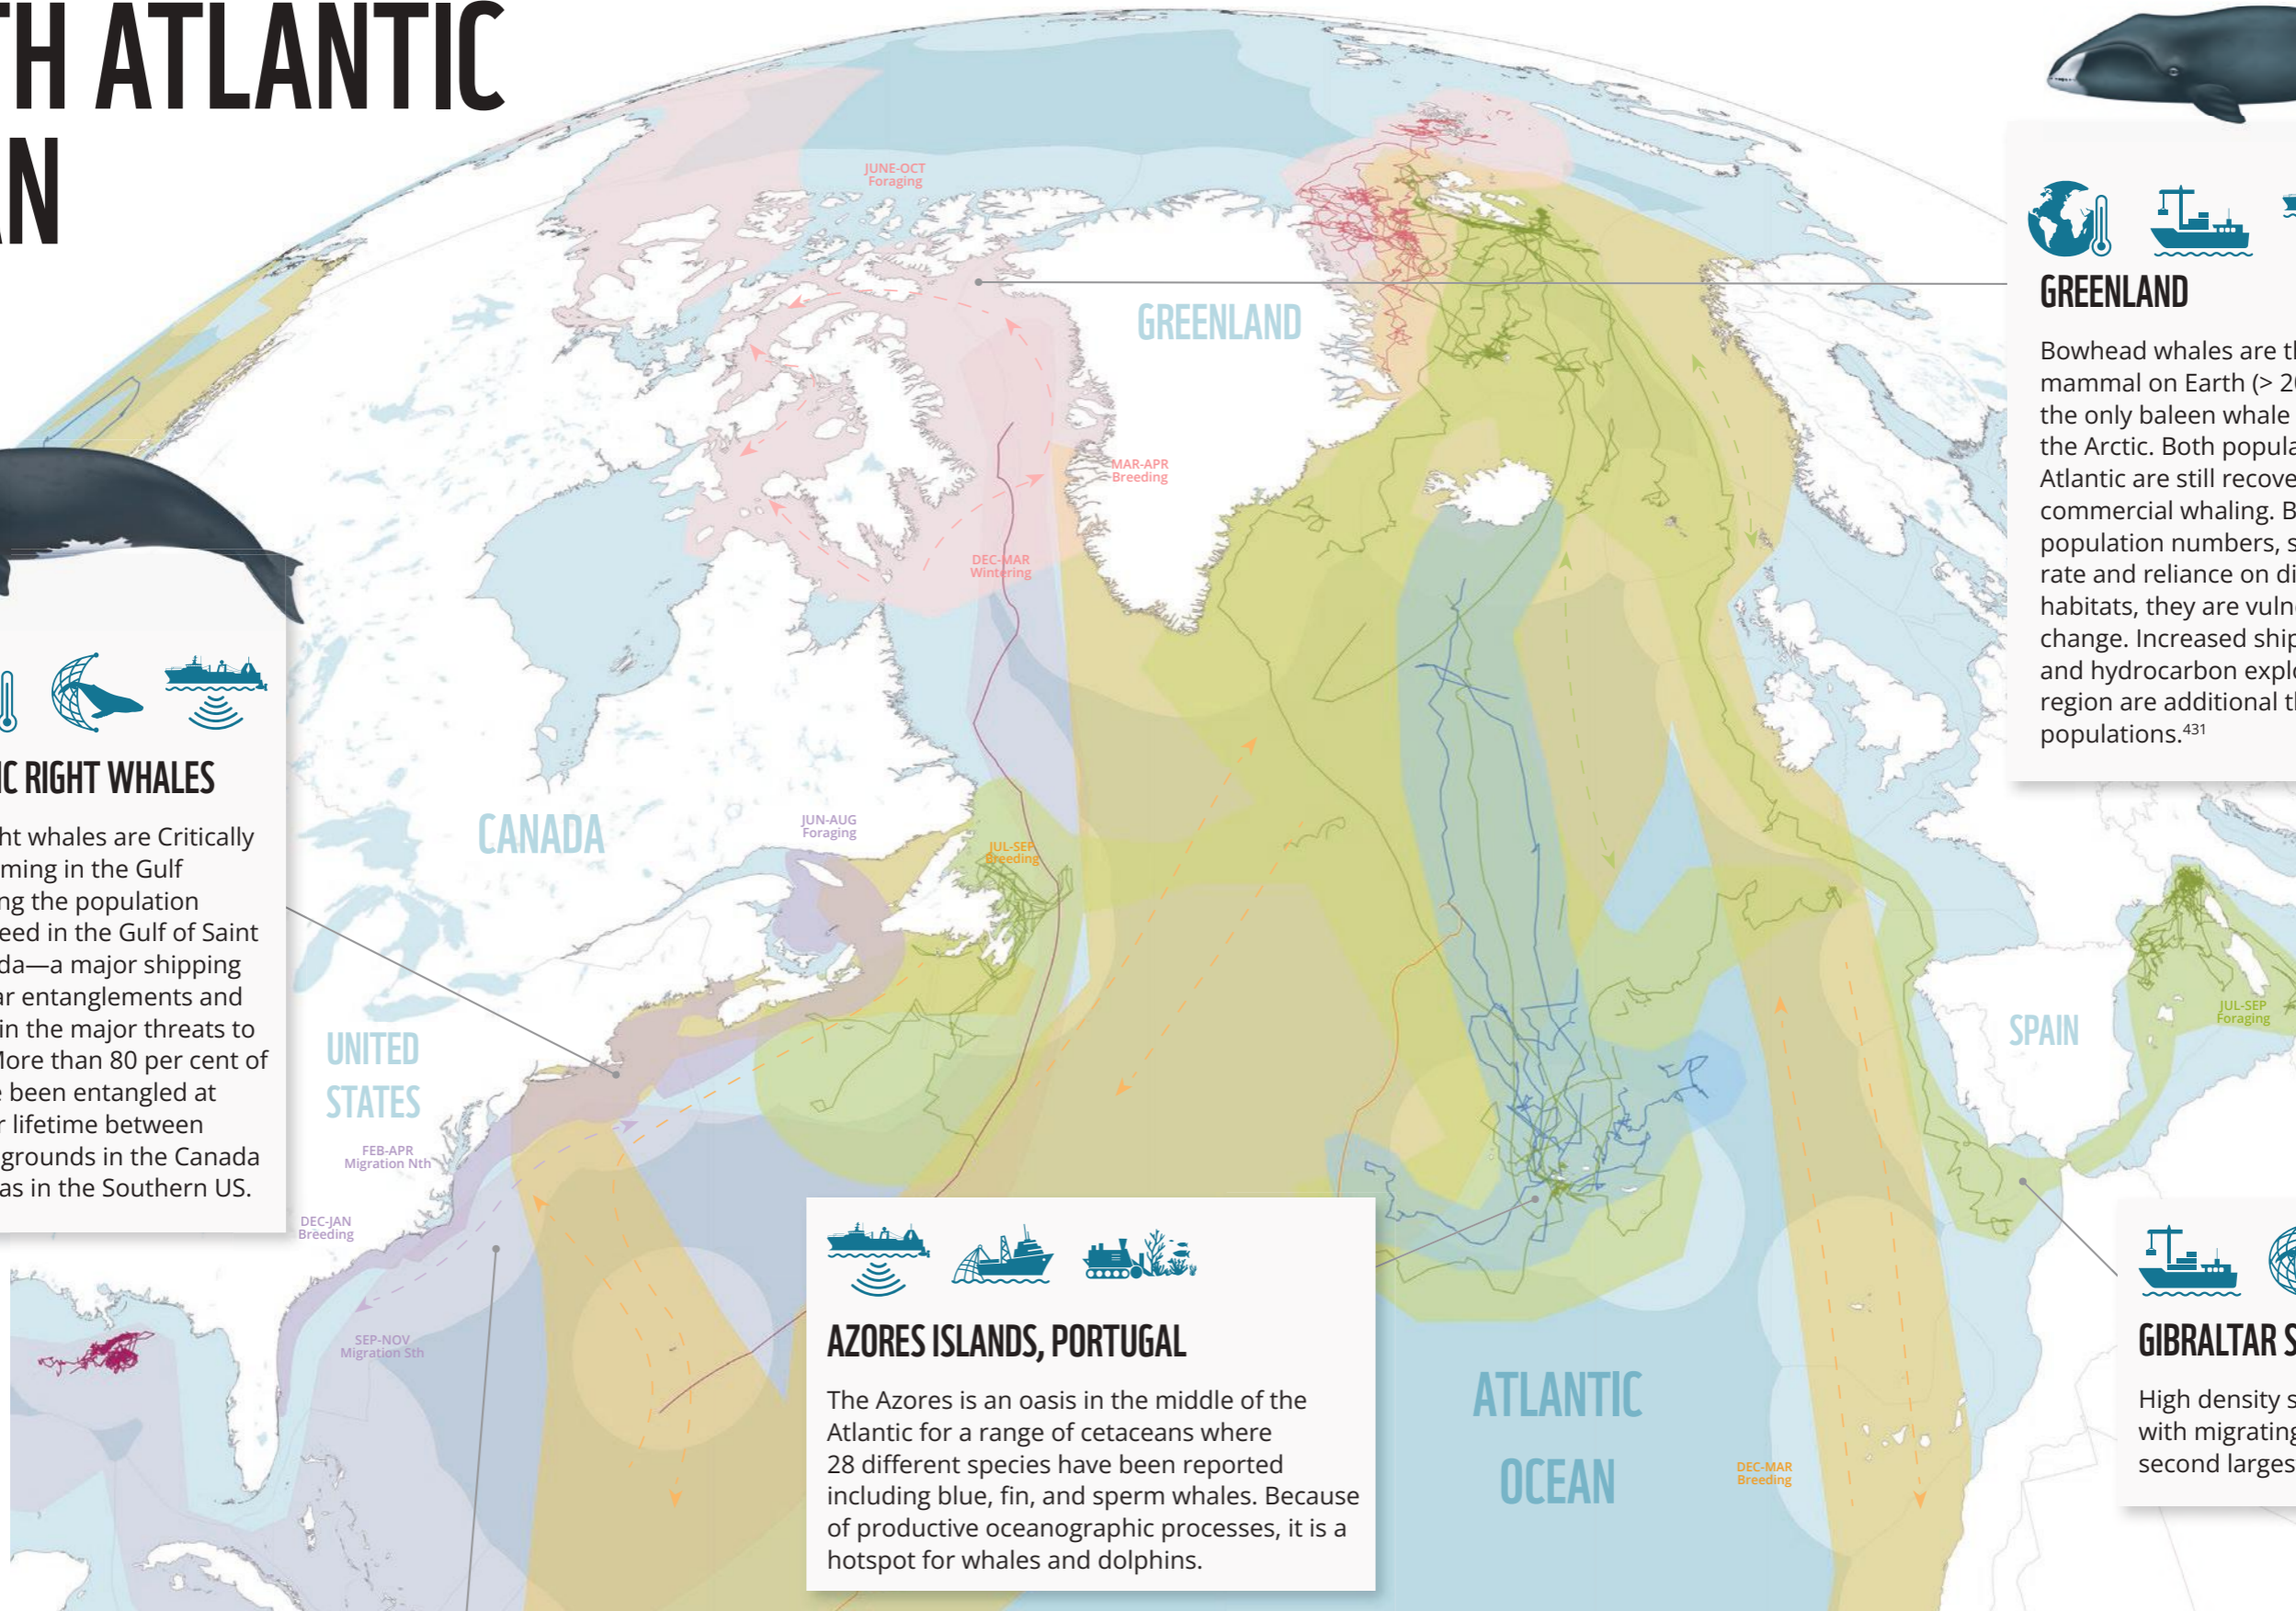 TH ATLANTIC
AN
JUNE-OCT
Foraging
GREENLAND
MAR-APR
Breeding
DEC-MAR
Wintering
CANADA
JUN-AUG
Foraging
JUL-SEP
Breeding
UNITED
STATES
FEB-APR
Migration Nth
DEC-JAN
Breeding
SEP-NOV
Migration Sth
SPAIN
JUL-SEP
Foraging
ATLANTIC
OCEAN
DEC-MAR
Breeding
IC RIGHT WHALES
ht whales are Critically
ming in the Gulf
ng the population
eed in the Gulf of Saint
da—a major shipping
ar entanglements and
in the major threats to
More than 80 per cent of
e been entangled at
r lifetime between
grounds in the Canada
as in the Southern US.
AZORES ISLANDS, PORTUGAL
The Azores is an oasis in the middle of the
Atlantic for a range of cetaceans where
28 different species have been reported
including blue, fin, and sperm whales. Because
of productive oceanographic processes, it is a
hotspot for whales and dolphins.
GREENLAND
Bowhead whales are th
mammal on Earth (> 20
the only baleen whale
the Arctic. Both popula
Atlantic are still recove
commercial whaling. B
population numbers, s
rate and reliance on di
habitats, they are vuln
change. Increased ship
and hydrocarbon explo
region are additional th
populations.431
GIBRALTAR S
High density s
with migrating
second larges